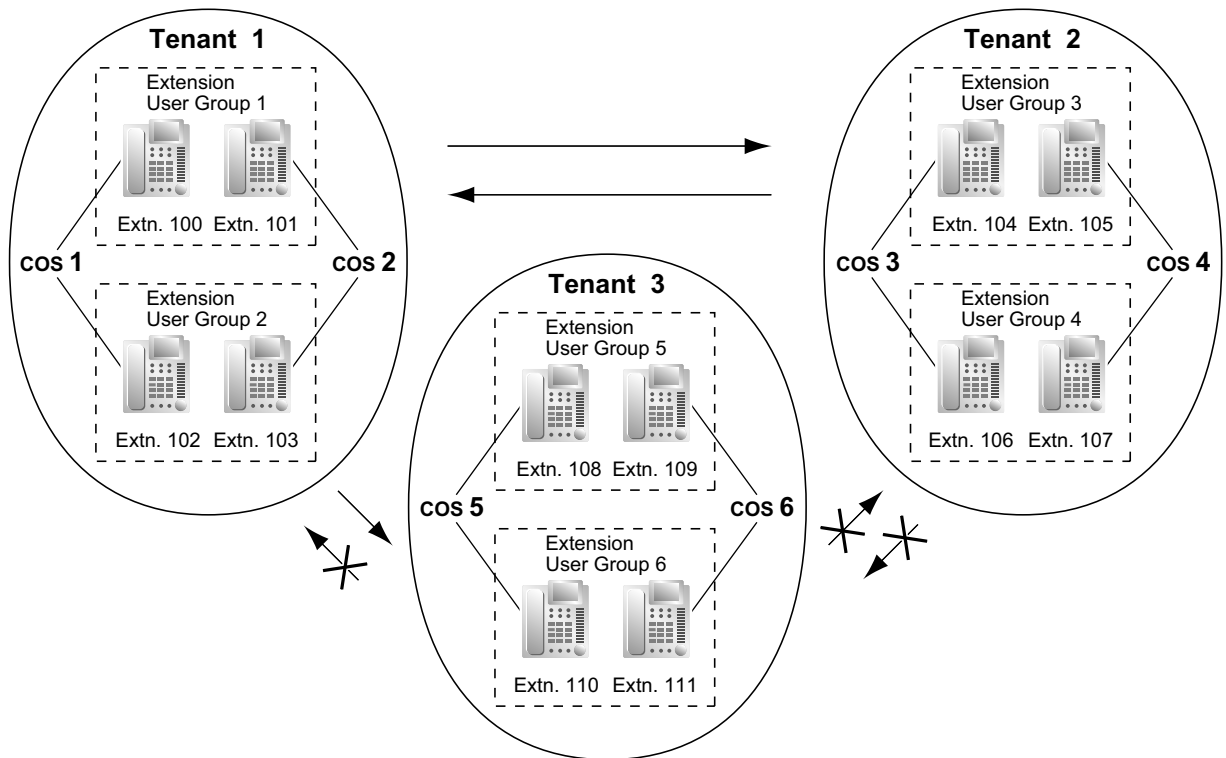 Tenant 1
Extension
User Group 1
Extn. 100 Extn. 101
COS 1
COS 2
Extension
User Group 2
Extn. 102 Extn. 103
Tenant 2
Extension
User Group 3
Extn. 104 Extn. 105
COS 3
COS 4
Extension
User Group 4
Extn. 106 Extn. 107
Tenant 3
Extension
User Group 5
Extn. 108 Extn. 109
COS 5
COS 6
Extension
User Group 6
Extn. 110 Extn. 111